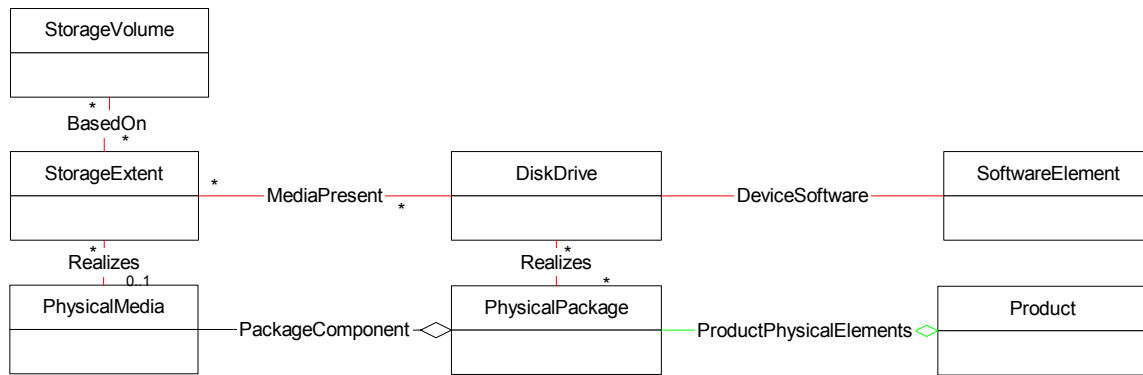 StorageVolume
*
BasedOn
*
StorageExtent
*
MediaPresent
*
DiskDrive
DeviceSoftware
SoftwareElement
*
Realizes
0..1
*
Realizes
*
PhysicalMedia
PackageComponent
PhysicalPackage
ProductPhysicalElements
Product